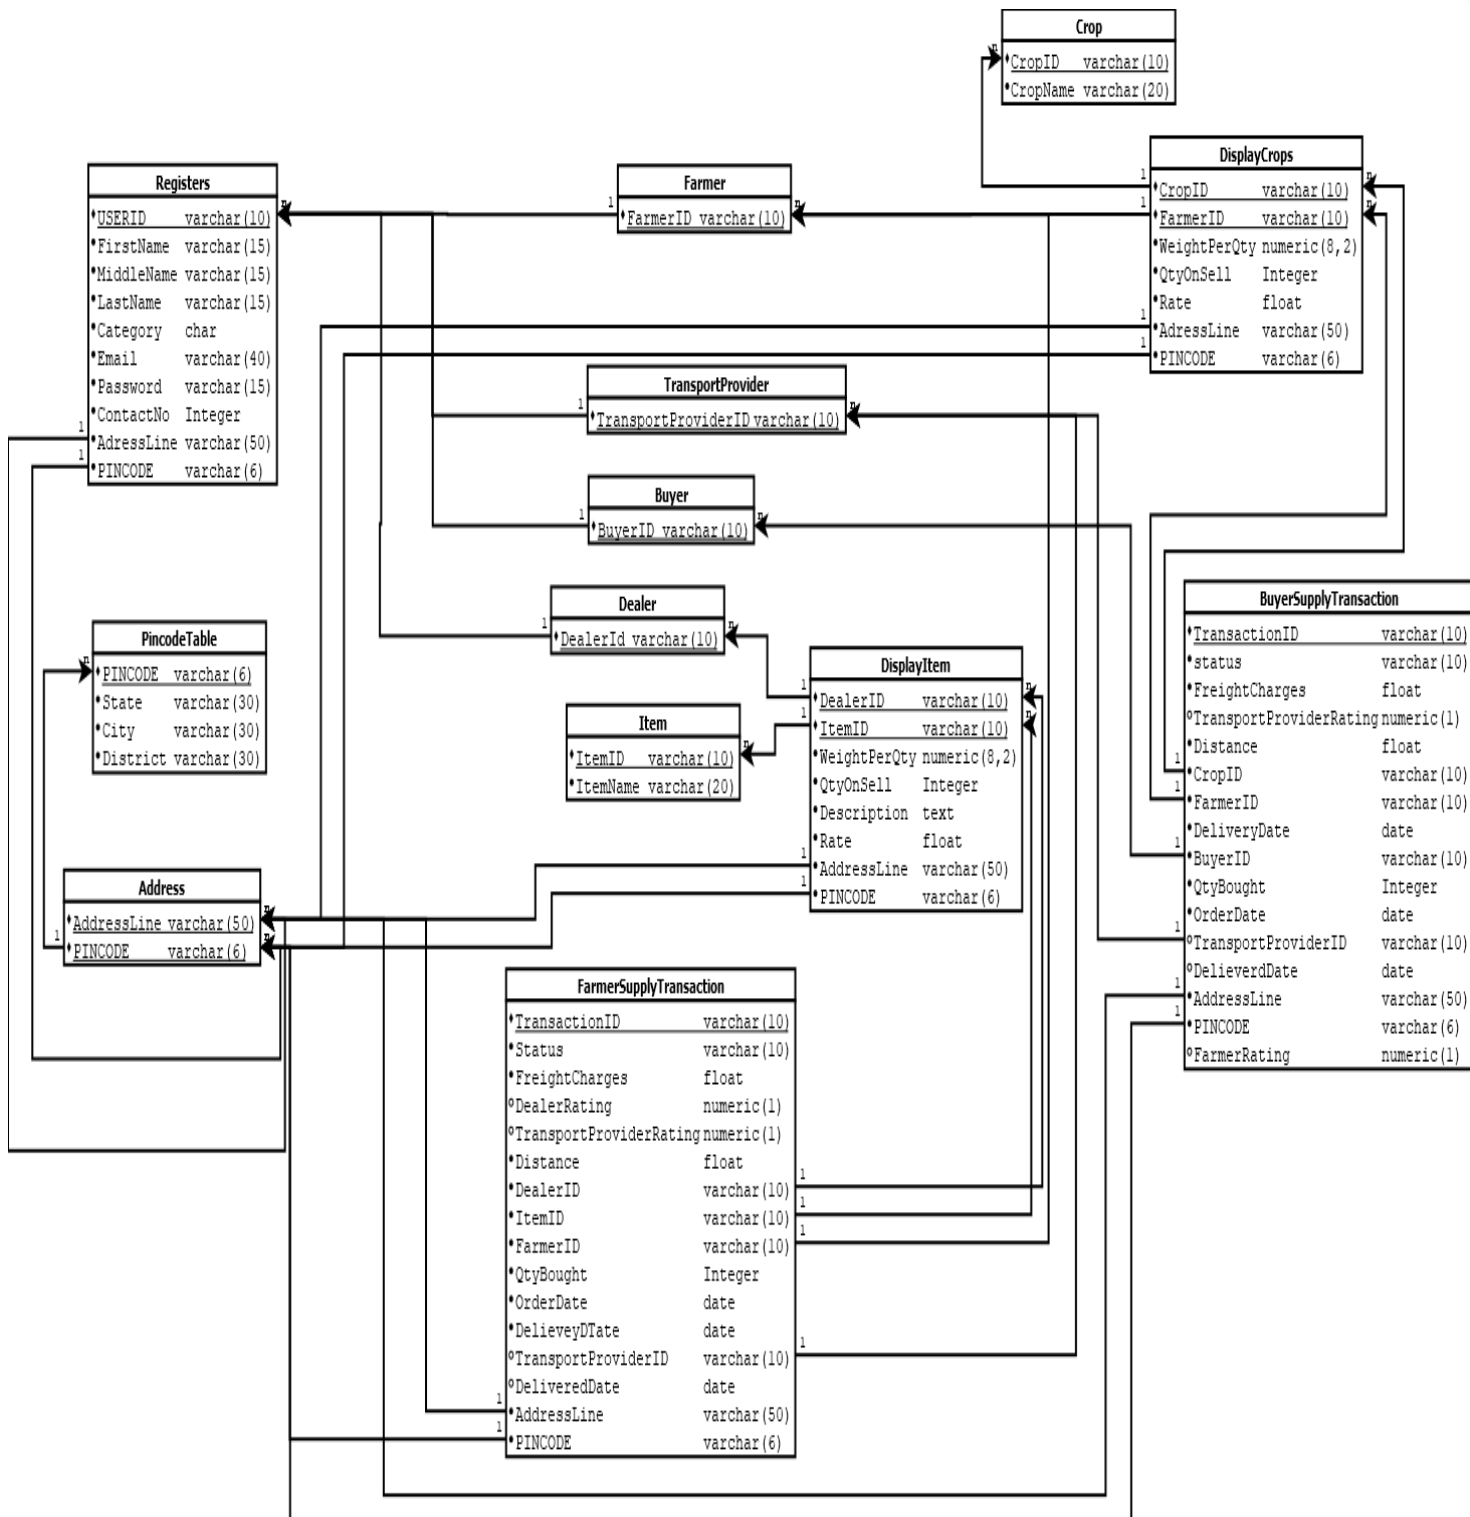 Crop
CropID varchar(10)
CropName varchar(20)
DisplayCrops
CropID varchar(10)
FarmerID varchar(10)
WeightPerQty numeric(8,2)
QtyOnSell Integer
Rate float
AdressLine varchar(50)
PINCODE varchar(6)
Registers
USERID varchar(10)
FirstName varchar(15)
MiddleName varchar(15)
LastName varchar(15)
Category char
Email varchar(40)
Password varchar(15)
ContactNo Integer
AdressLine varchar(50)
PINCODE varchar(6)
Farmer
FarmerID varchar(10)
TransportProvider
TransportProviderID varchar(10)
Buyer
BuyerID varchar(10)
Dealer
DealerId varchar(10)
PincodeTable
PINCODE varchar(6)
State varchar(30)
City varchar(30)
District varchar(30)
Item
ItemID varchar(10)
ItemName varchar(20)
DisplayItem
DealerID varchar(10)
ItemID varchar(10)
WeightPerQty numeric(8,2)
QtyOnSell Integer
Description text
Rate float
AddressLine varchar(50)
PINCODE varchar(6)
BuyerSupplyTransaction
TransactionID varchar(10)
status varchar(10)
FreightCharges float
TransportProviderRating numeric(1)
Distance float
CropID varchar(10)
FarmerID varchar(10)
DeliveryDate date
BuyerID varchar(10)
QtyBought Integer
OrderDate date
TransportProviderID varchar(10)
DelieverdDate date
AddressLine varchar(50)
PINCODE varchar(6)
FarmerRating numeric(1)
Address
AddressLine varchar(50)
PINCODE varchar(6)
FarmerSupplyTransaction
TransactionID varchar(10)
Status varchar(10)
FreightCharges float
DealerRating numeric(1)
TransportProviderRating numeric(1)
Distance float
DealerID varchar(10)
ItemID varchar(10)
FarmerID varchar(10)
QtyBought Integer
OrderDate date
DelieveyDTate date
TransportProviderID varchar(10)
DeliveredDate date
AddressLine varchar(50)
PINCODE varchar(6)